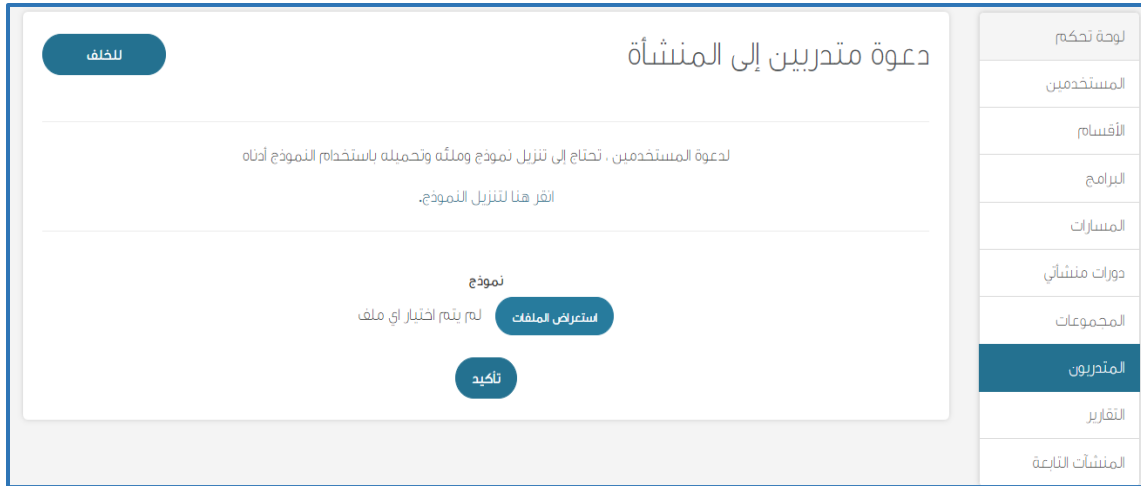 لوحة تحكم
المستخدمين
الأقسام
البرامج
المسارات
دورات منشأتي
المجموعات
المتدربون
التقارير
المنشآت التابعة
دعوة متدربين إلى المنشأة
للخلف
لدعوة المستخدمين ، تحتاج إلى تنزيل نموذج وملئه وتحميله باستخدام النموذج أدناه
انقر هنا لتنزيل النموذج.
نموذج
استعراض الملفات لم يتم اختيار اي ملف
تأكيد